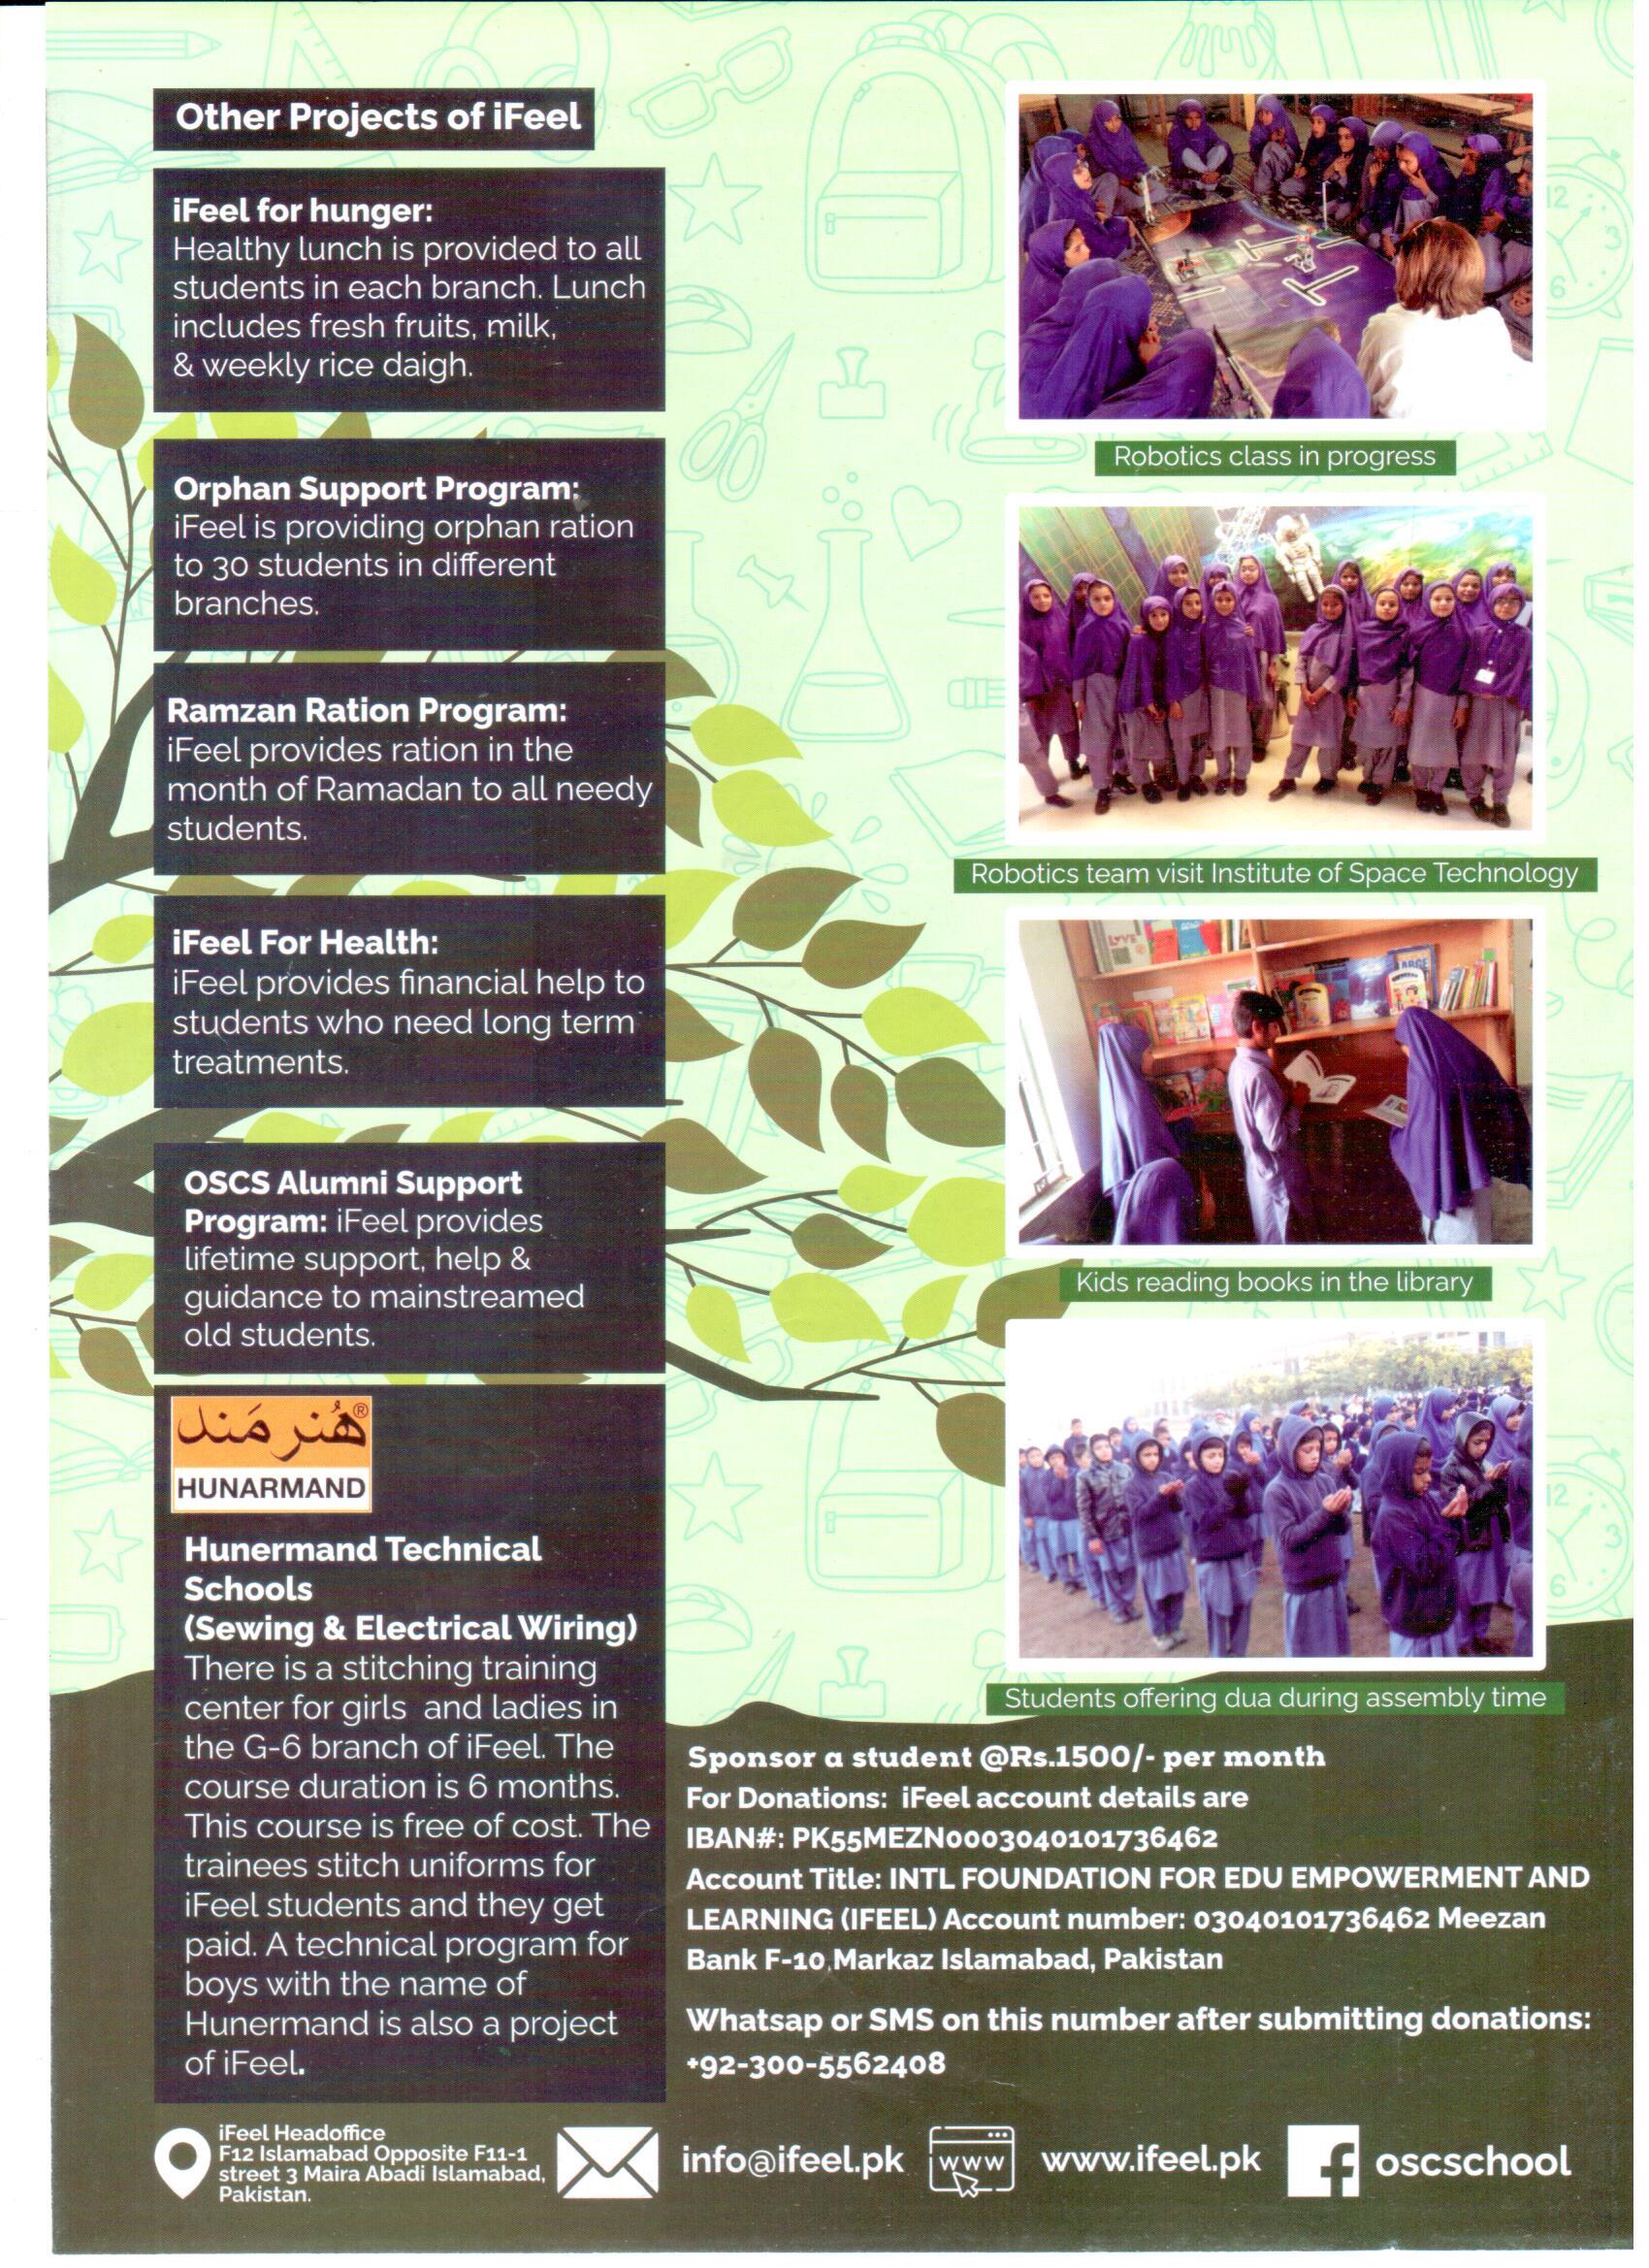 Other Projects of iFeel
iFeel for hunger:
Healthy lunch is provided to all
students in each branch. Lunch
includes fresh fruits, milk,
& weekly rice daigh.
Orphan Support Program:
iFeel is providing orphan ration
to 30 students in different
branches.
Ramzan Ration Program:
iFeel provides ration in the
month of Ramadan to all needy
students.
iFeel For Health:
iFeel provides financial help to
students who need long term
treatments.
OSCS Alumni Support
Program: iFeel provides
lifetime support, help &
guidance to mainstreamed
old students.
هُنر مَند®
HUNARMAND
Hunermand Technical
Schools
(Sewing & Electrical Wiring)
There is a stitching training
center for girls and ladies in
the G-6 branch of iFeel. The
course duration is 6 months.
This course is free of cost. The
trainees stitch uniforms for
iFeel students and they get
paid. A technical program for
boys with the name of
Hunermand is also a project
of iFeel.
Robotics class in progress
Robotics team visit Institute of Space Technology
Kids reading books in the library
Students offering dua during assembly time
Sponsor a student @Rs.1500/- per month
For Donations: iFeel account details are
IBAN#: PK55MEZN0003040101736462
Account Title: INTL FOUNDATION FOR EDU EMPOWERMENT AND
LEARNING (IFEEL) Account number: 03040101736462 Meezan
Bank F-10,Markaz Islamabad, Pakistan
Whatsap or SMS on this number after submitting donations:
+92-300-5562408
iFeel Headoffice
F12 Islamabad Opposite F11-1
street 3 Maira Abadi Islamabad,
Pakistan.
info@ifeel.pk
www
www.ifeel.pk
oscschool